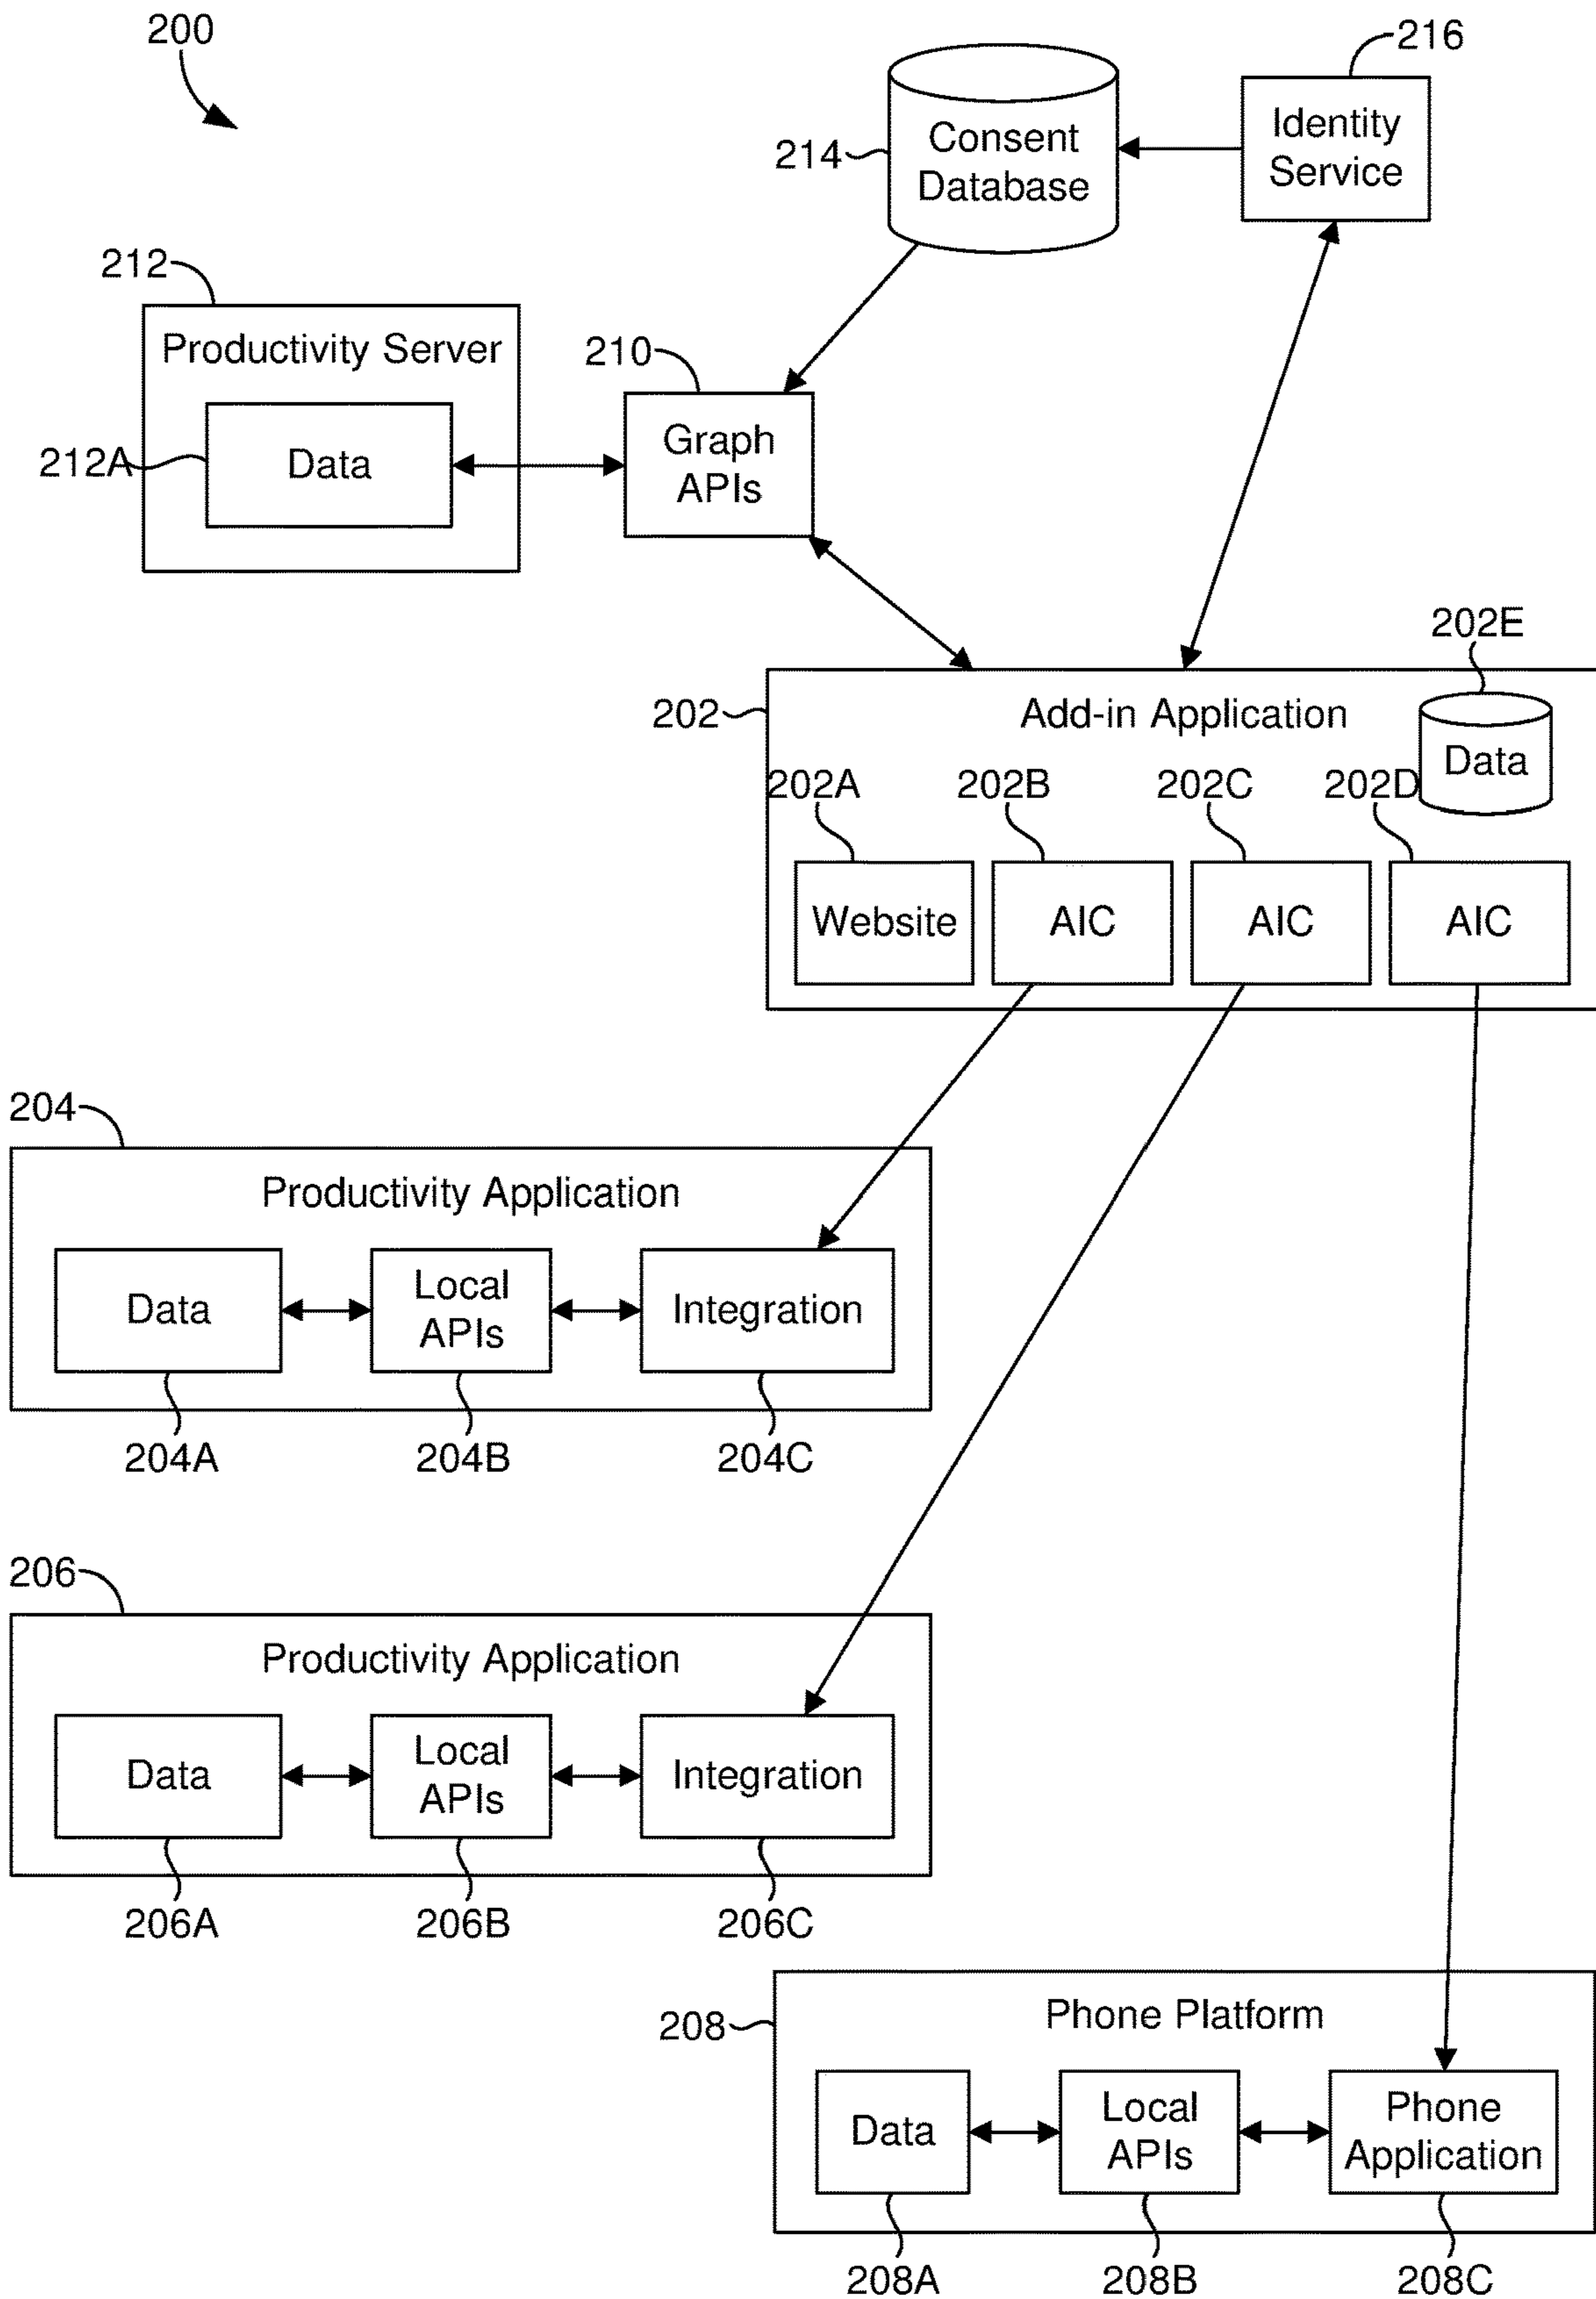 200
216
Identity
Service
214
Consent
Database
212
Productivity Server
210
Graph
APIs
212A
Data
202E
202
Add-in Application
Data
202A
202B
202C
202D
Website
AIC
AIC
AIC
204
Productivity Application
Data
Local
APIs
Integration
204A
204B
204C
206
Productivity Application
Data
Local
APIs
Integration
206A
206B
206C
208
Phone Platform
Data
Local
APIs
Phone
Application
208A
208B
208C